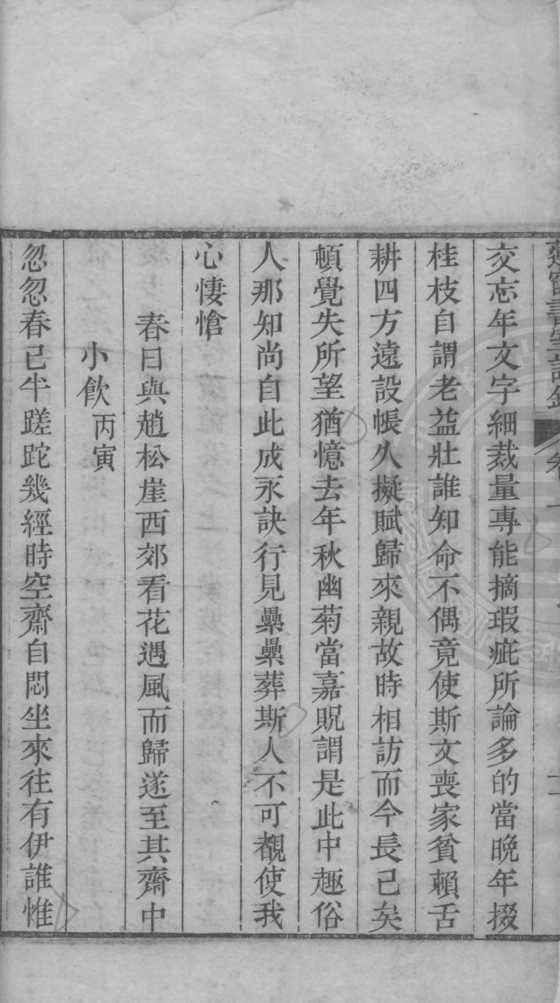 交忘年文字細裁量專能摘瑕疵所論多的當晚年掇
桂枝自謂老益壯誰知命不偶竟使斯文喪家貧賴舌
耕四方遠設帳久擬賦歸來親故時相訪而今長已矣
頓覺失所望猶憶去年秋幽菊當嘉貺謂是此中趣俗
人那知尚自此成永訣行見纍纍葬斯人不可覩使我
心悽愴
春日與趙松崖西郊看花遇風而歸遂至其齋中
小飲丙寅
忽忽春已半蹉跎幾經時空齋自悶坐來往有伊誰惟